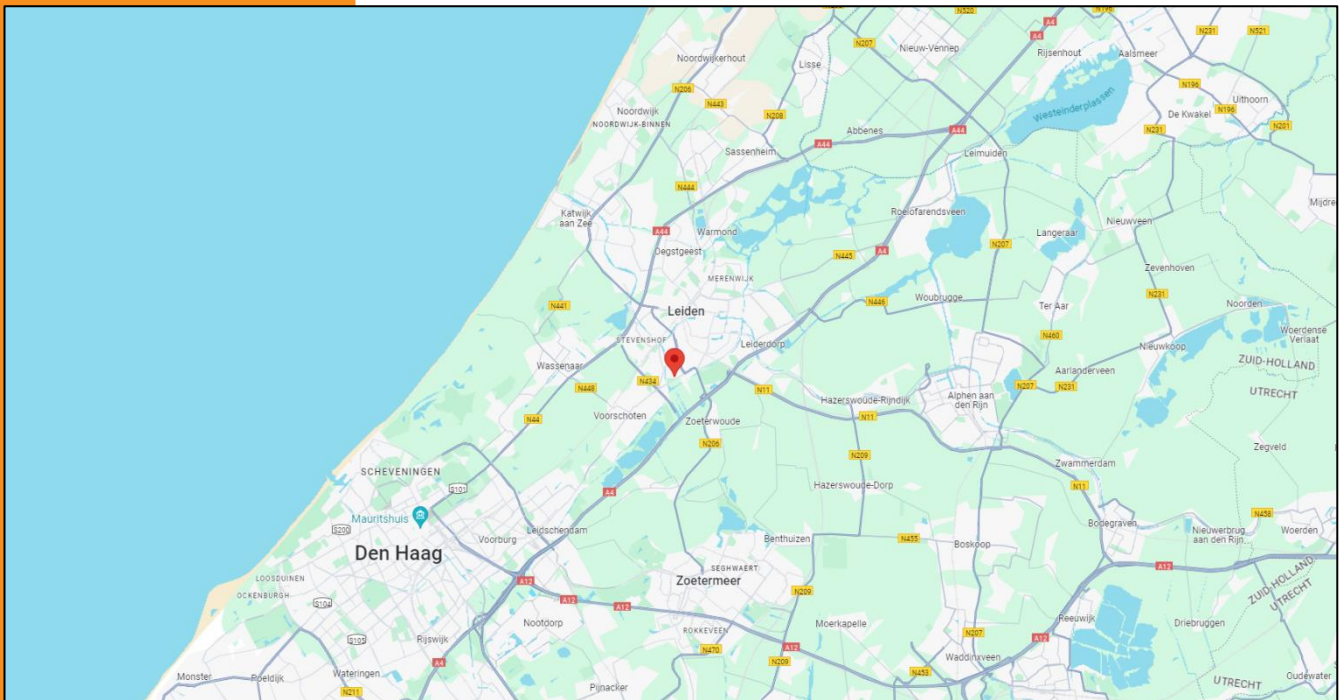 N520
N196
A4
A4
N231
N521
N207
Nieuw-Vennep
Rijsenhout
Aalsmeer
Noordwijkerhout
Lisse
N206
N196
Uithoorn
Westeinderplassen
N443
N208
De Kwakel
N196
N201
Noordwijk
NOORDWIJK-BINNEN
Abbenes
A44
N231
A44
Sassenheim
Leimuiden
N444
Mijdre
Katwijk
aan Zee
Roelofarendsveen
Nieuwveen
A44
Warmond
Langeraar
Oegstgeest
A4
N207
N445
MERENWIJK
Zevenhoven
N441
N446
Woubrugge
N231
Ter Aar
Noorden
Leiden
Woerdense
Verlaat
STEVENSHOF
Leiderdorp
N460
Nieuwkoop
Wassenaar
ZUID-HOLLAND
Aarlanderveen
N448
N434
N11
N207
N231
UTRECHT
Hazerswoude-Rijndijk
Alphen aan
den Rijn
Voorschoten
N44
Zoeterwoude
N11
N206
Zegveld
N209
SCHEVENINGEN
Zwammerdam
S101
Hazerswoude-Dorp
N11
A4
Mauritshuis
S200
N458
Bodegraven
Nieuwerbrug
aan den Rijn
Woerden
Leidschendam
Voorburg
Benthuizen
N455
Boskoop
Den Haag
SEGHWAERT
Zoetermeer
A12
A12
LOOSDUINEN
N209
ZUID-HOLLAND
UTRECHT
OCKENBURGH
S104
A12
A12
Nootdorp
ROKKEVEEN
Moerkapelle
Reeuwijk
Driebruggen
S105
Rijswijk
N207
A12
N470
A12
Waddinxveen
A4
N209
N453
Monster
Poeldijk
Wateringen
UTRECHT
Oudewater
N211
Pijnacker